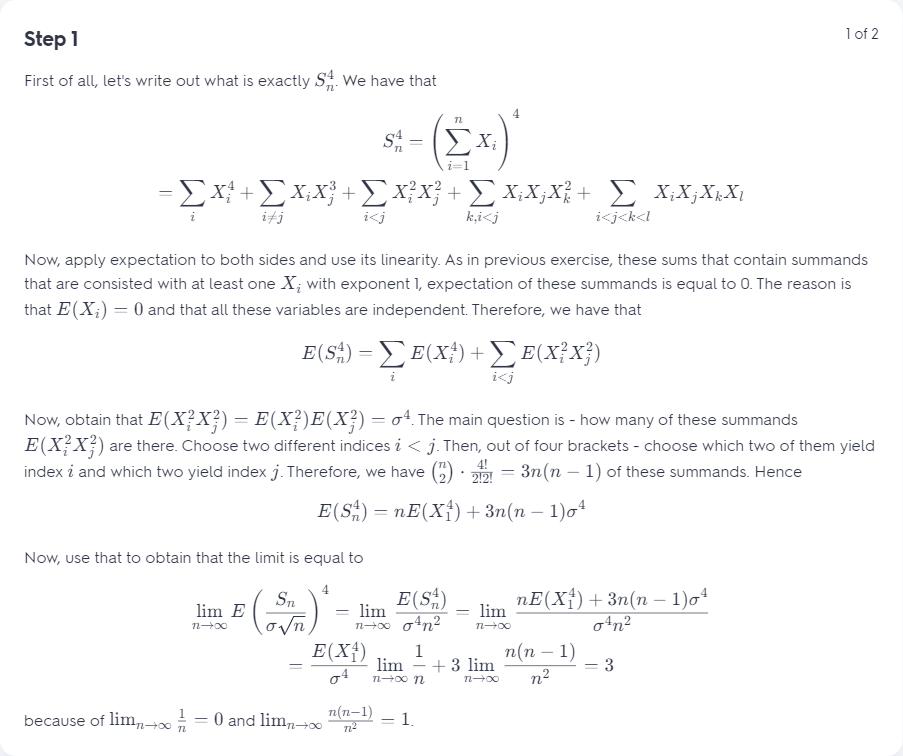 Step 1
1 of 2
First of all, let's write out what is exactly $S_n^4$. We have that
$S_n^4 = \left(\sum_{i=1}^{n} X_i\right)^4$
$= \sum_i X_i^4 + \sum_{i \neq j} X_i X_j^3 + \sum_{i<j} X_i^2 X_j^2 + \sum_{k,i<j} X_i X_j X_k^2 + \sum_{i<j<k<l} X_i X_j X_k X_l$
Now, apply expectation to both sides and use its linearity. As in previous exercise, these sums that contain summands
that are consisted with at least one $X_i$ with exponent 1, expectation of these summands is equal to 0. The reason is
that $E(X_i) = 0$ and that all these variables are independent. Therefore, we have that
$E(S_n^4) = \sum_i E(X_i^4) + \sum_{i<j} E(X_i^2 X_j^2)$
Now, obtain that $E(X_i^2 X_j^2) = E(X_i^2)E(X_j^2) = \sigma^4$. The main question is - how many of these summands
$E(X_i^2 X_j^2)$ are there. Choose two different indices $i < j$. Then, out of four brackets - choose which two of them yield
index $i$ and which two yield index $j$. Therefore, we have $\binom{n}{2} \cdot \frac{4!}{2!2!} = 3n(n-1)$ of these summands. Hence
$E(S_n^4) = nE(X_1^4) + 3n(n-1)\sigma^4$
Now, use that to obtain that the limit is equal to
$\lim_{n\to\infty} E\left(\frac{S_n}{\sigma\sqrt{n}}\right)^4 = \lim_{n\to\infty} \frac{E(S_n^4)}{\sigma^4 n^2} = \lim_{n\to\infty} \frac{nE(X_1^4) + 3n(n-1)\sigma^4}{\sigma^4 n^2}$
$= \frac{E(X_1^4)}{\sigma^4} \lim_{n\to\infty} \frac{1}{n} + 3 \lim_{n\to\infty} \frac{n(n-1)}{n^2} = 3$
because of $\lim_{n\to\infty} \frac{1}{n} = 0$ and $\lim_{n\to\infty} \frac{n(n-1)}{n^2} = 1$.